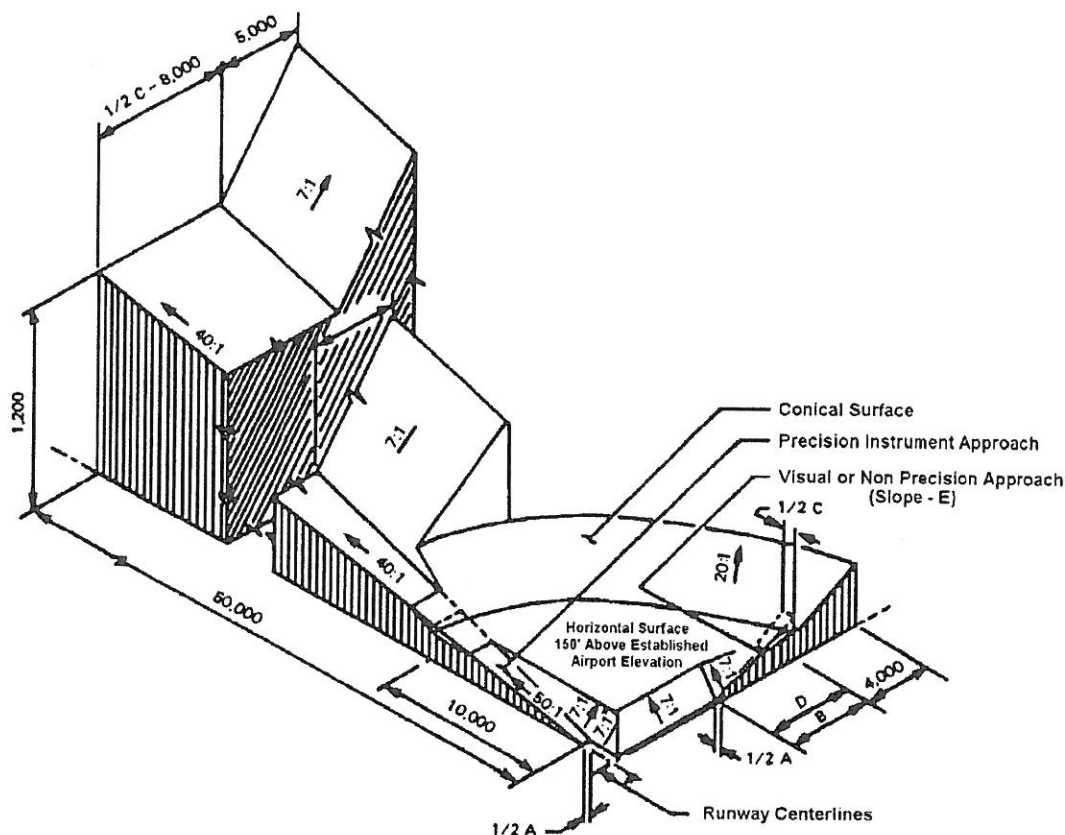 5,000
1/2 C - 8,000
7:1
40:1
1,200
7:1
Conical Surface
Precision Instrument Approach
Visual or Non Precision Approach
(Slope - E)
1/2 C
20:1
40:1
50,000
Horizontal Surface
150' Above Established
Airport Elevation
7:1
4,000
50:1
7:1
7:1
7:1
D
B
10,000
1/2 A
Runway Centerlines
1/2 A